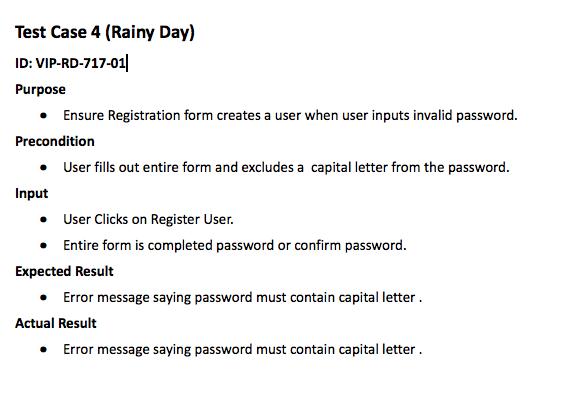 Test Case 4 (Rainy Day)
ID: VIP-RD-717-01
Purpose
• Ensure Registration form creates a user when user inputs invalid password.
Precondition
• User fills out entire form and excludes a  capital letter from the password.
Input
• User Clicks on Register User.
• Entire form is completed password or confirm password.
Expected Result
• Error message saying password must contain capital letter .
Actual Result
• Error message saying password must contain capital letter .